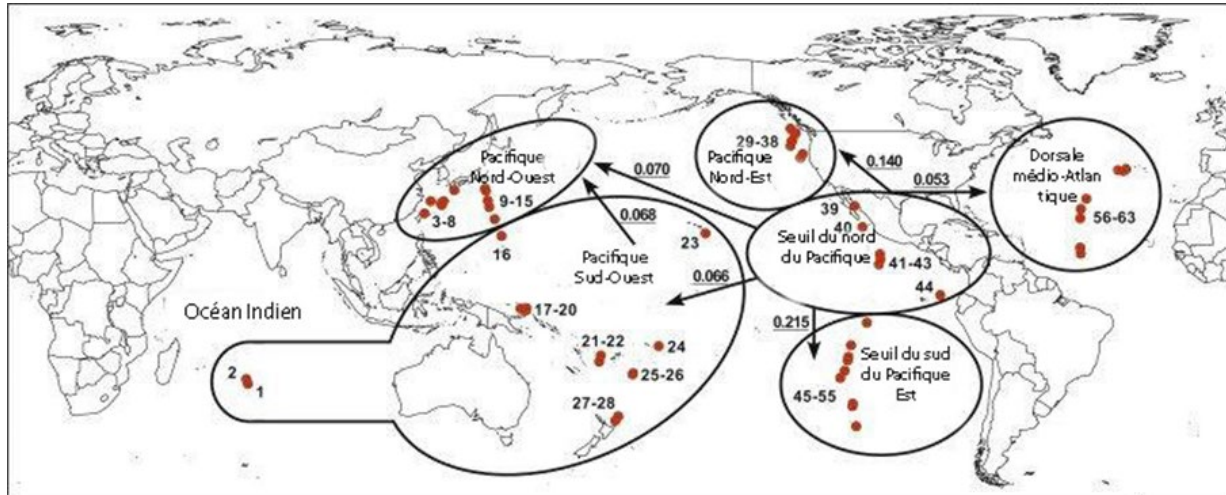 Pacifique
Nord-Ouest
3-8
9-15
16
0.070
0.068
Pacifique
Sud-Ouest
23
Océan Indien
2
1
17-20
21-22
24
25-26
27-28
29-38
Pacifique
Nord-Est
0.140
0.053
Dorsale
médio-Atlan
tique
56-63
39
40
Seuil du nord
du Pacifique
41-43
44
0.066
0.215
Seuil du sud
du Pacifique
Est
45-55